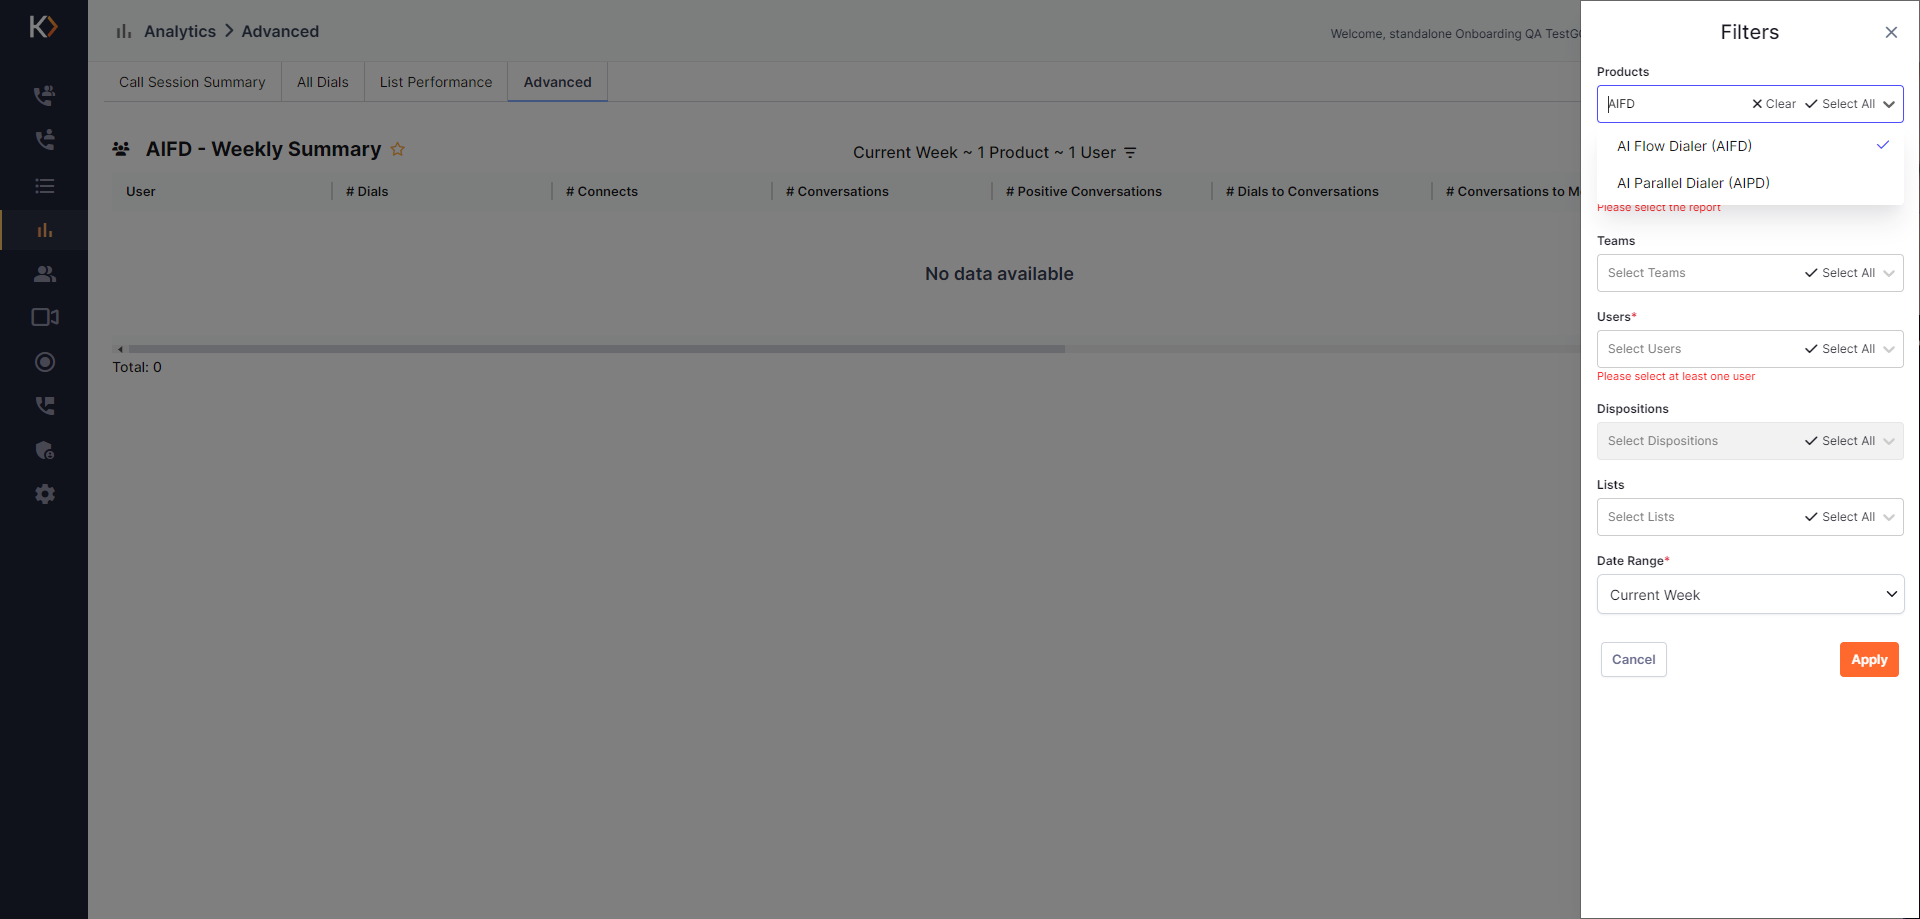 Analytics > Advanced
Welcome, standalone Onboarding QA TestG
Call Session Summary
All Dials
List Performance
Advanced
AIFD - Weekly Summary
Current Week ~ 1 Product ~ 1 User
User
# Dials
# Connects
# Conversations
# Positive Conversations
# Dials to Conversations
# Conversations to M
No data available
Total: 0
Filters
Products
AIFD
Clear
Select All
AI Flow Dialer (AIFD)
AI Parallel Dialer (AIPD)
Please select the report
Teams
Select Teams
Select All
Users*
Select Users
Select All
Please select at least one user
Dispositions
Select Dispositions
Select All
Lists
Select Lists
Select All
Date Range*
Current Week
Cancel
Apply